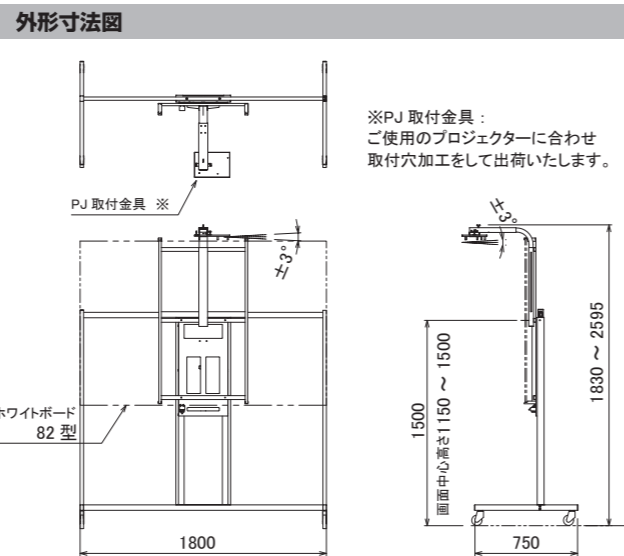 外形寸法図
※PJ 取付金具：
ご使用のプロジェクターに合わせ
取付穴加工をして出荷いたします。
PJ 取付金具 ※
±3°
±3°
ホワイトボード
82 型
1800
1500
画面中心高さ1150 ～ 1500
1830 ～ 2595
750